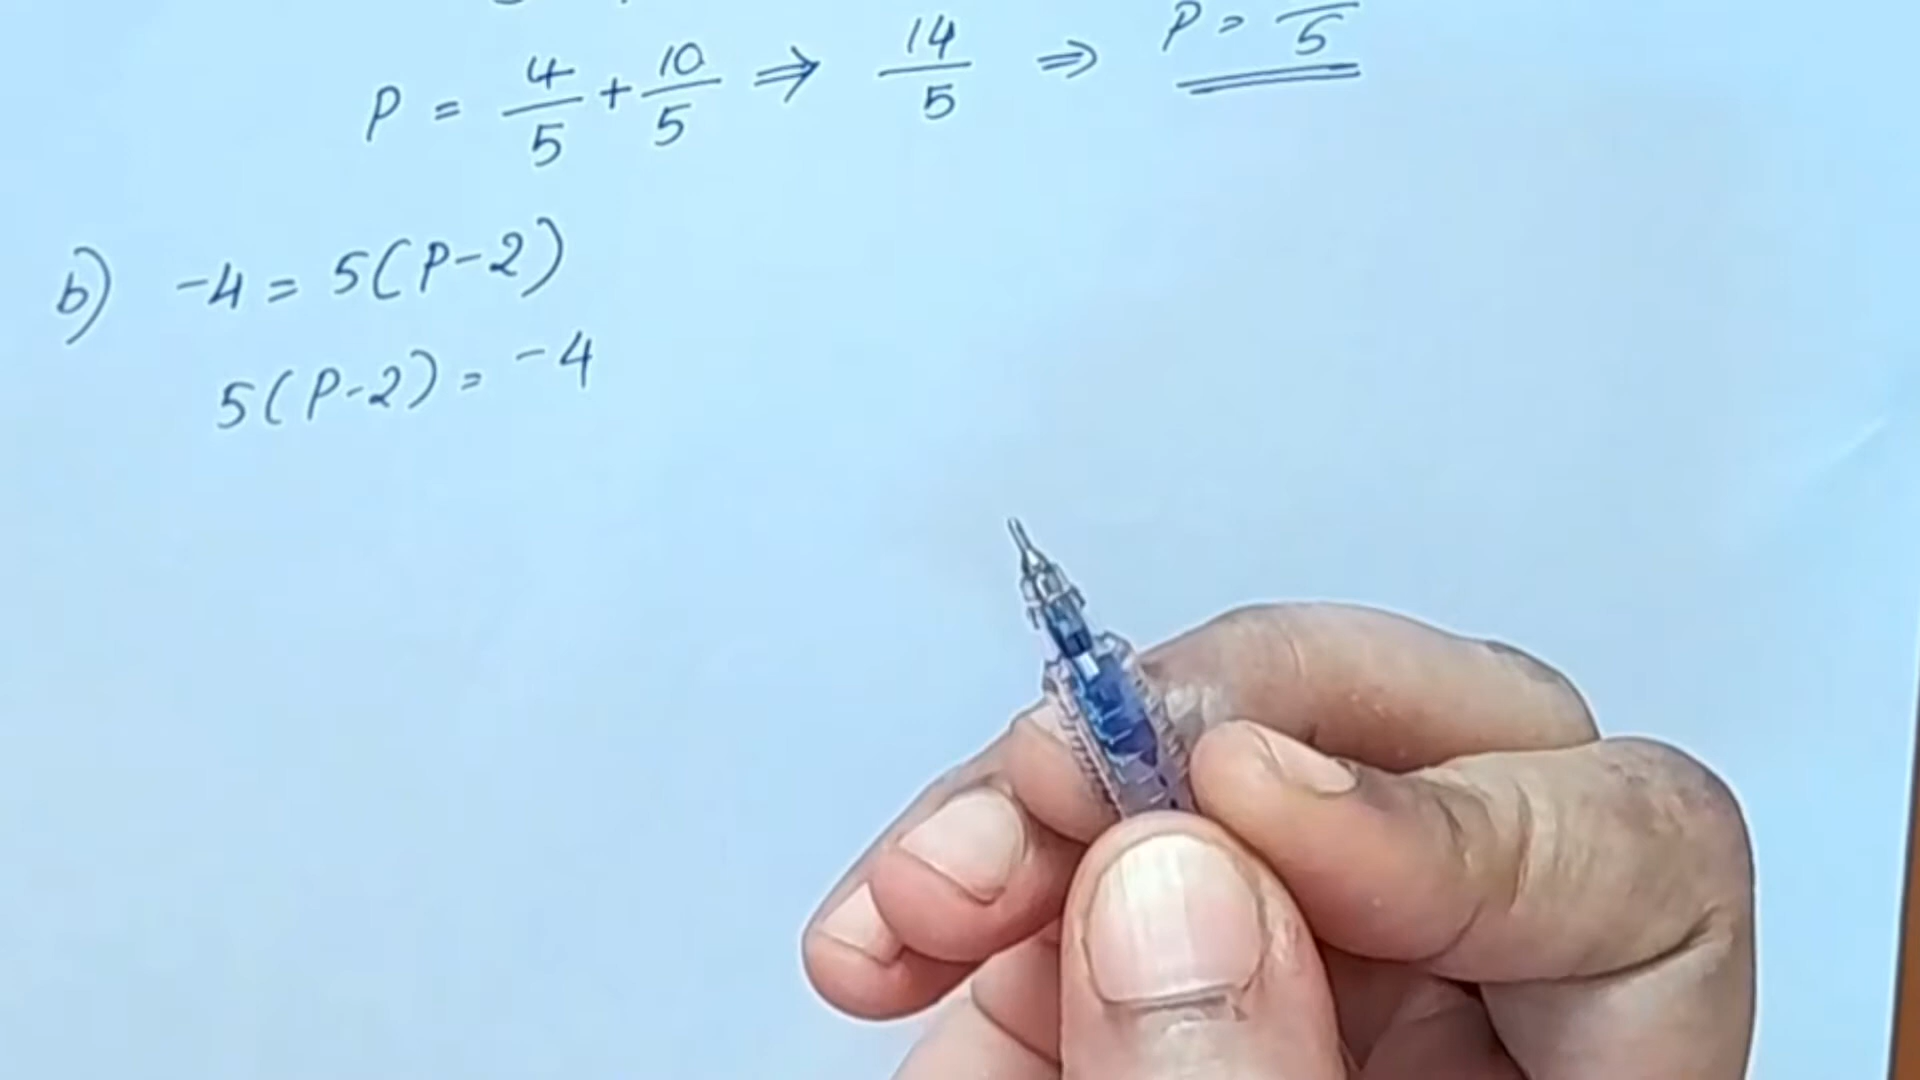 P = 4/5 + 10/5 ⇒ 14/5 ⇒ P = /5
b) -4 = 5(P-2)
5(P-2) = -4